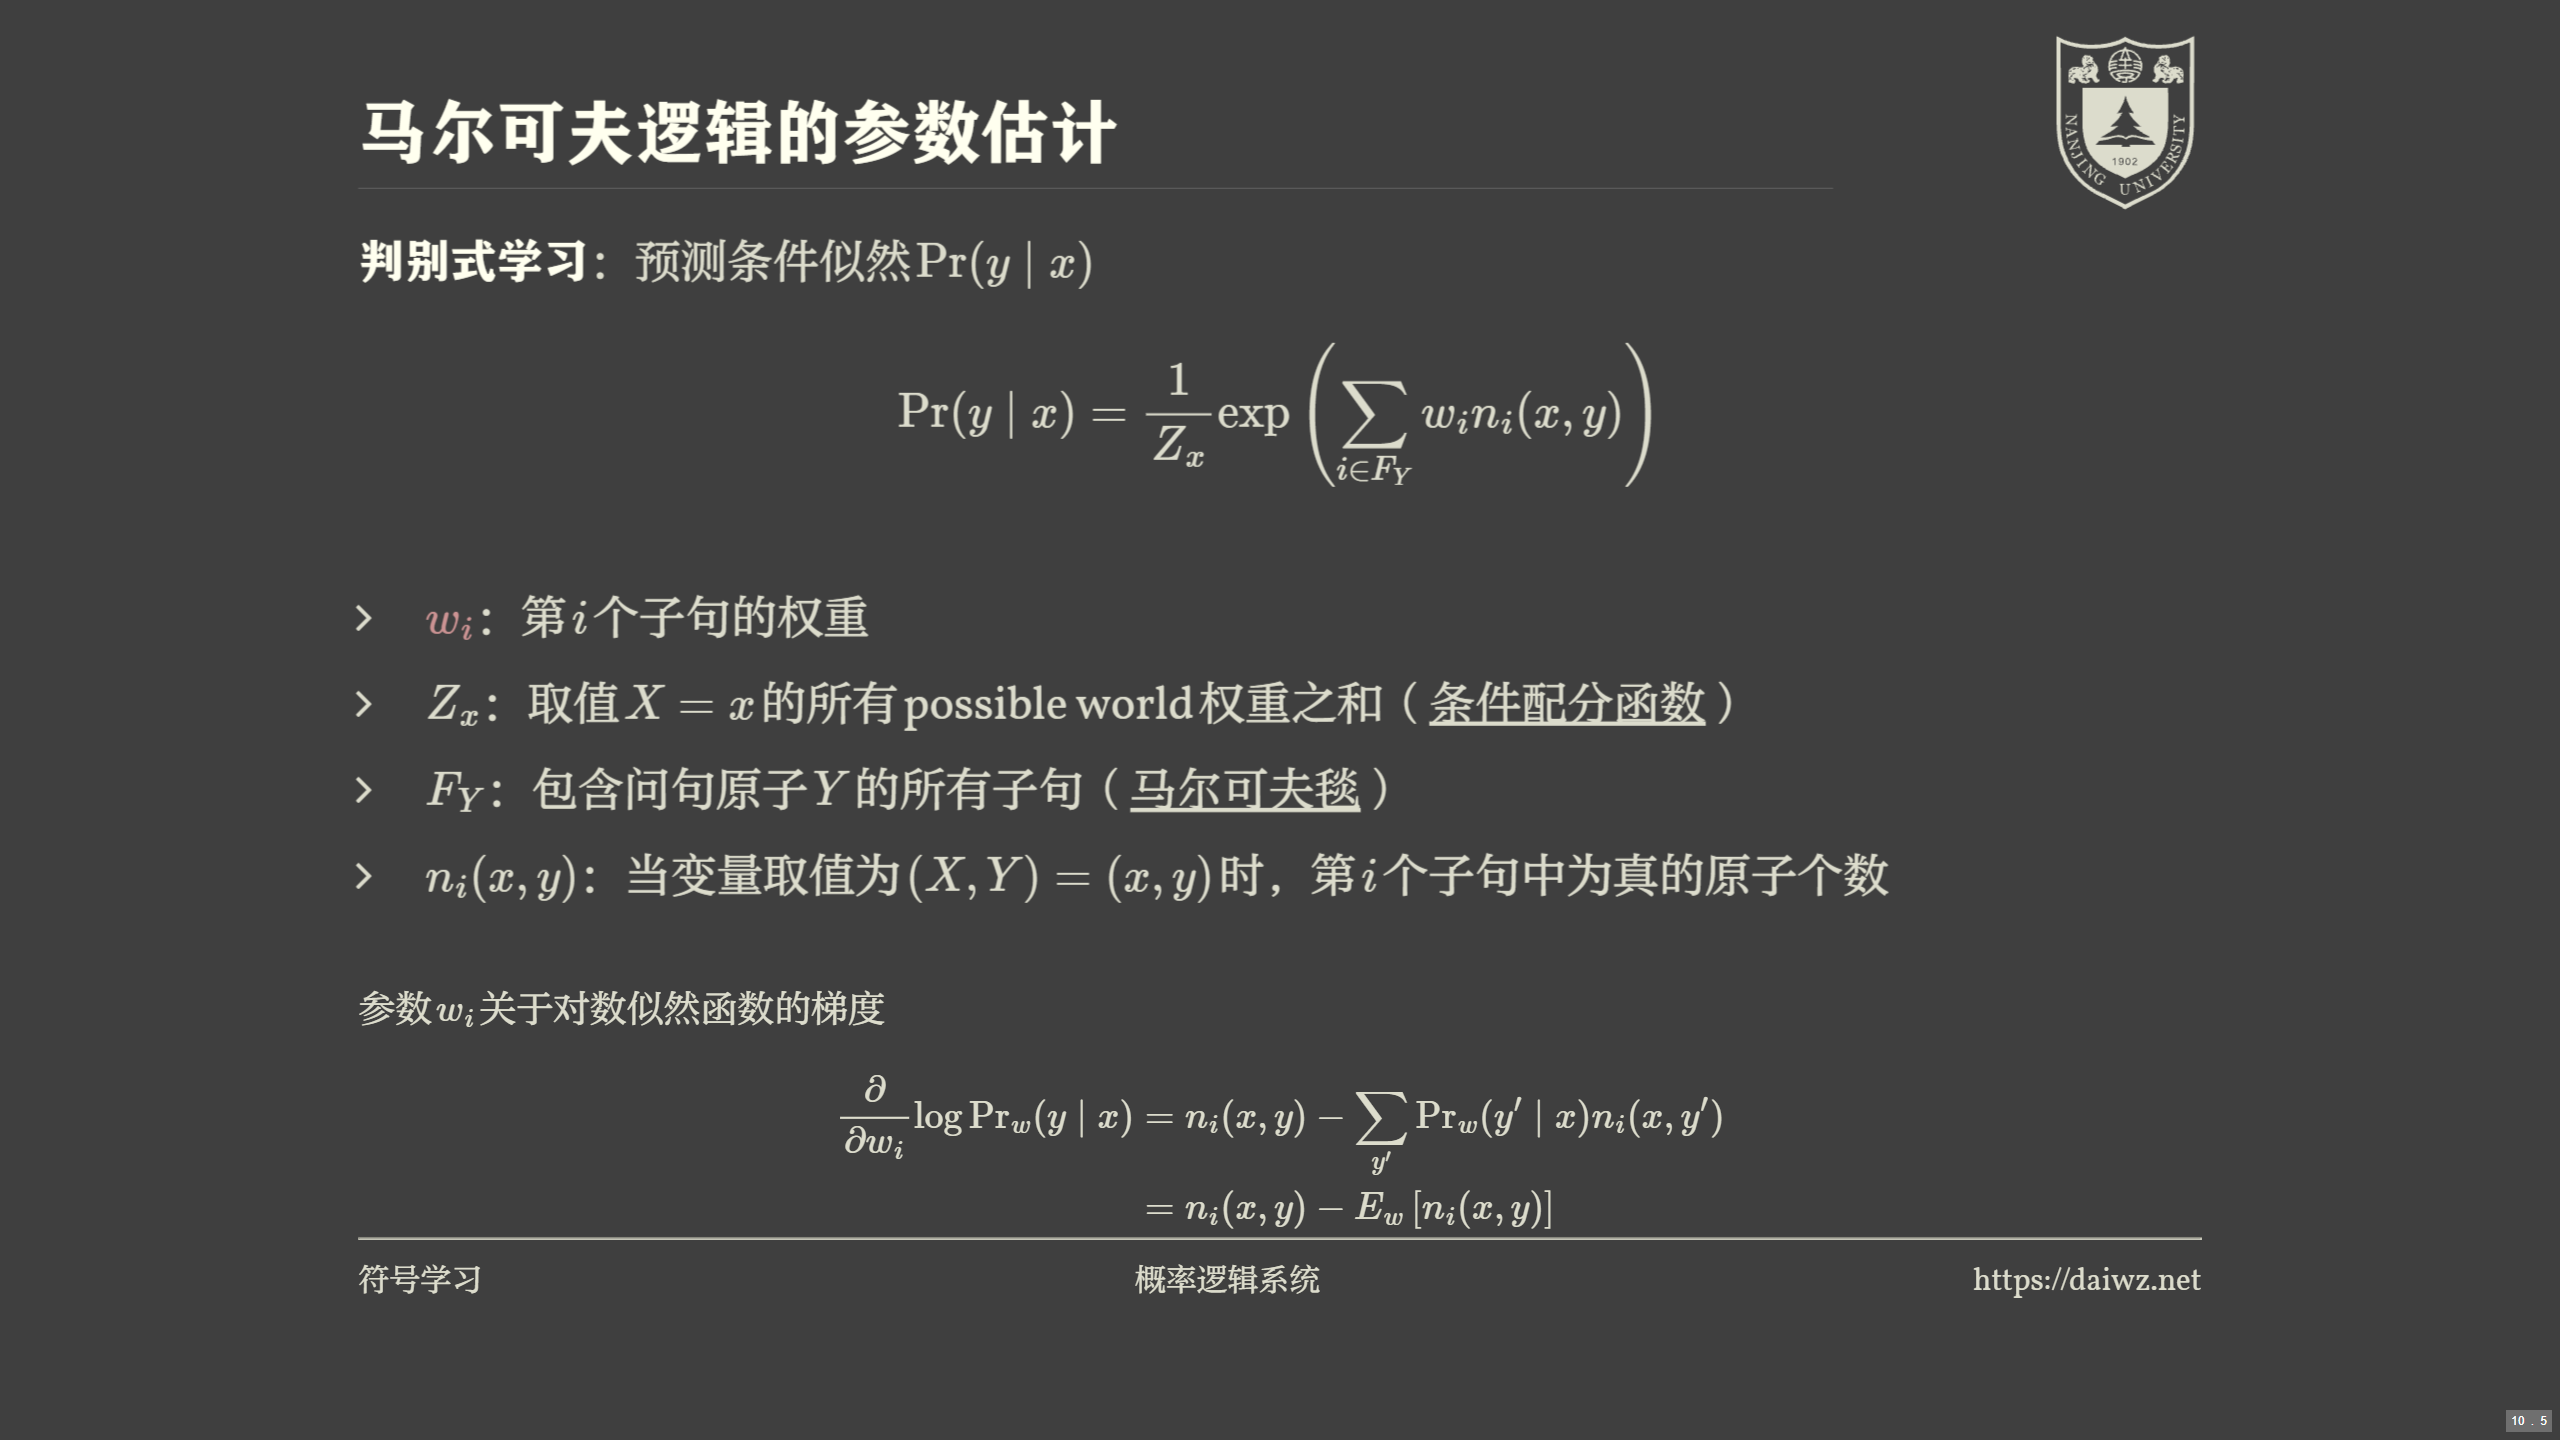 马尔可夫逻辑的参数估计
NANJING UNIVERSITY
1902
判别式学习：预测条件似然Pr(y | x)
Pr(y | x) = 1/Z_x exp ( ∑_{i∈F_Y} w_i n_i(x, y) )
w_i：第i个子句的权重
Z_x：取值X = x的所有possible world权重之和（条件配分函数）
F_Y：包含问句原子Y的所有子句（马尔可夫毯）
n_i(x, y)：当变量取值为(X, Y) = (x, y)时，第i个子句中为真的原子个数
参数w_i关于对数似然函数的梯度
∂/∂w_i log Pr_w(y | x) = n_i(x, y) − ∑_{y′} Pr_w(y′ | x)n_i(x, y′)
= n_i(x, y) − E_w [n_i(x, y)]
符号学习
概率逻辑系统
https://daiwz.net
10 . 5